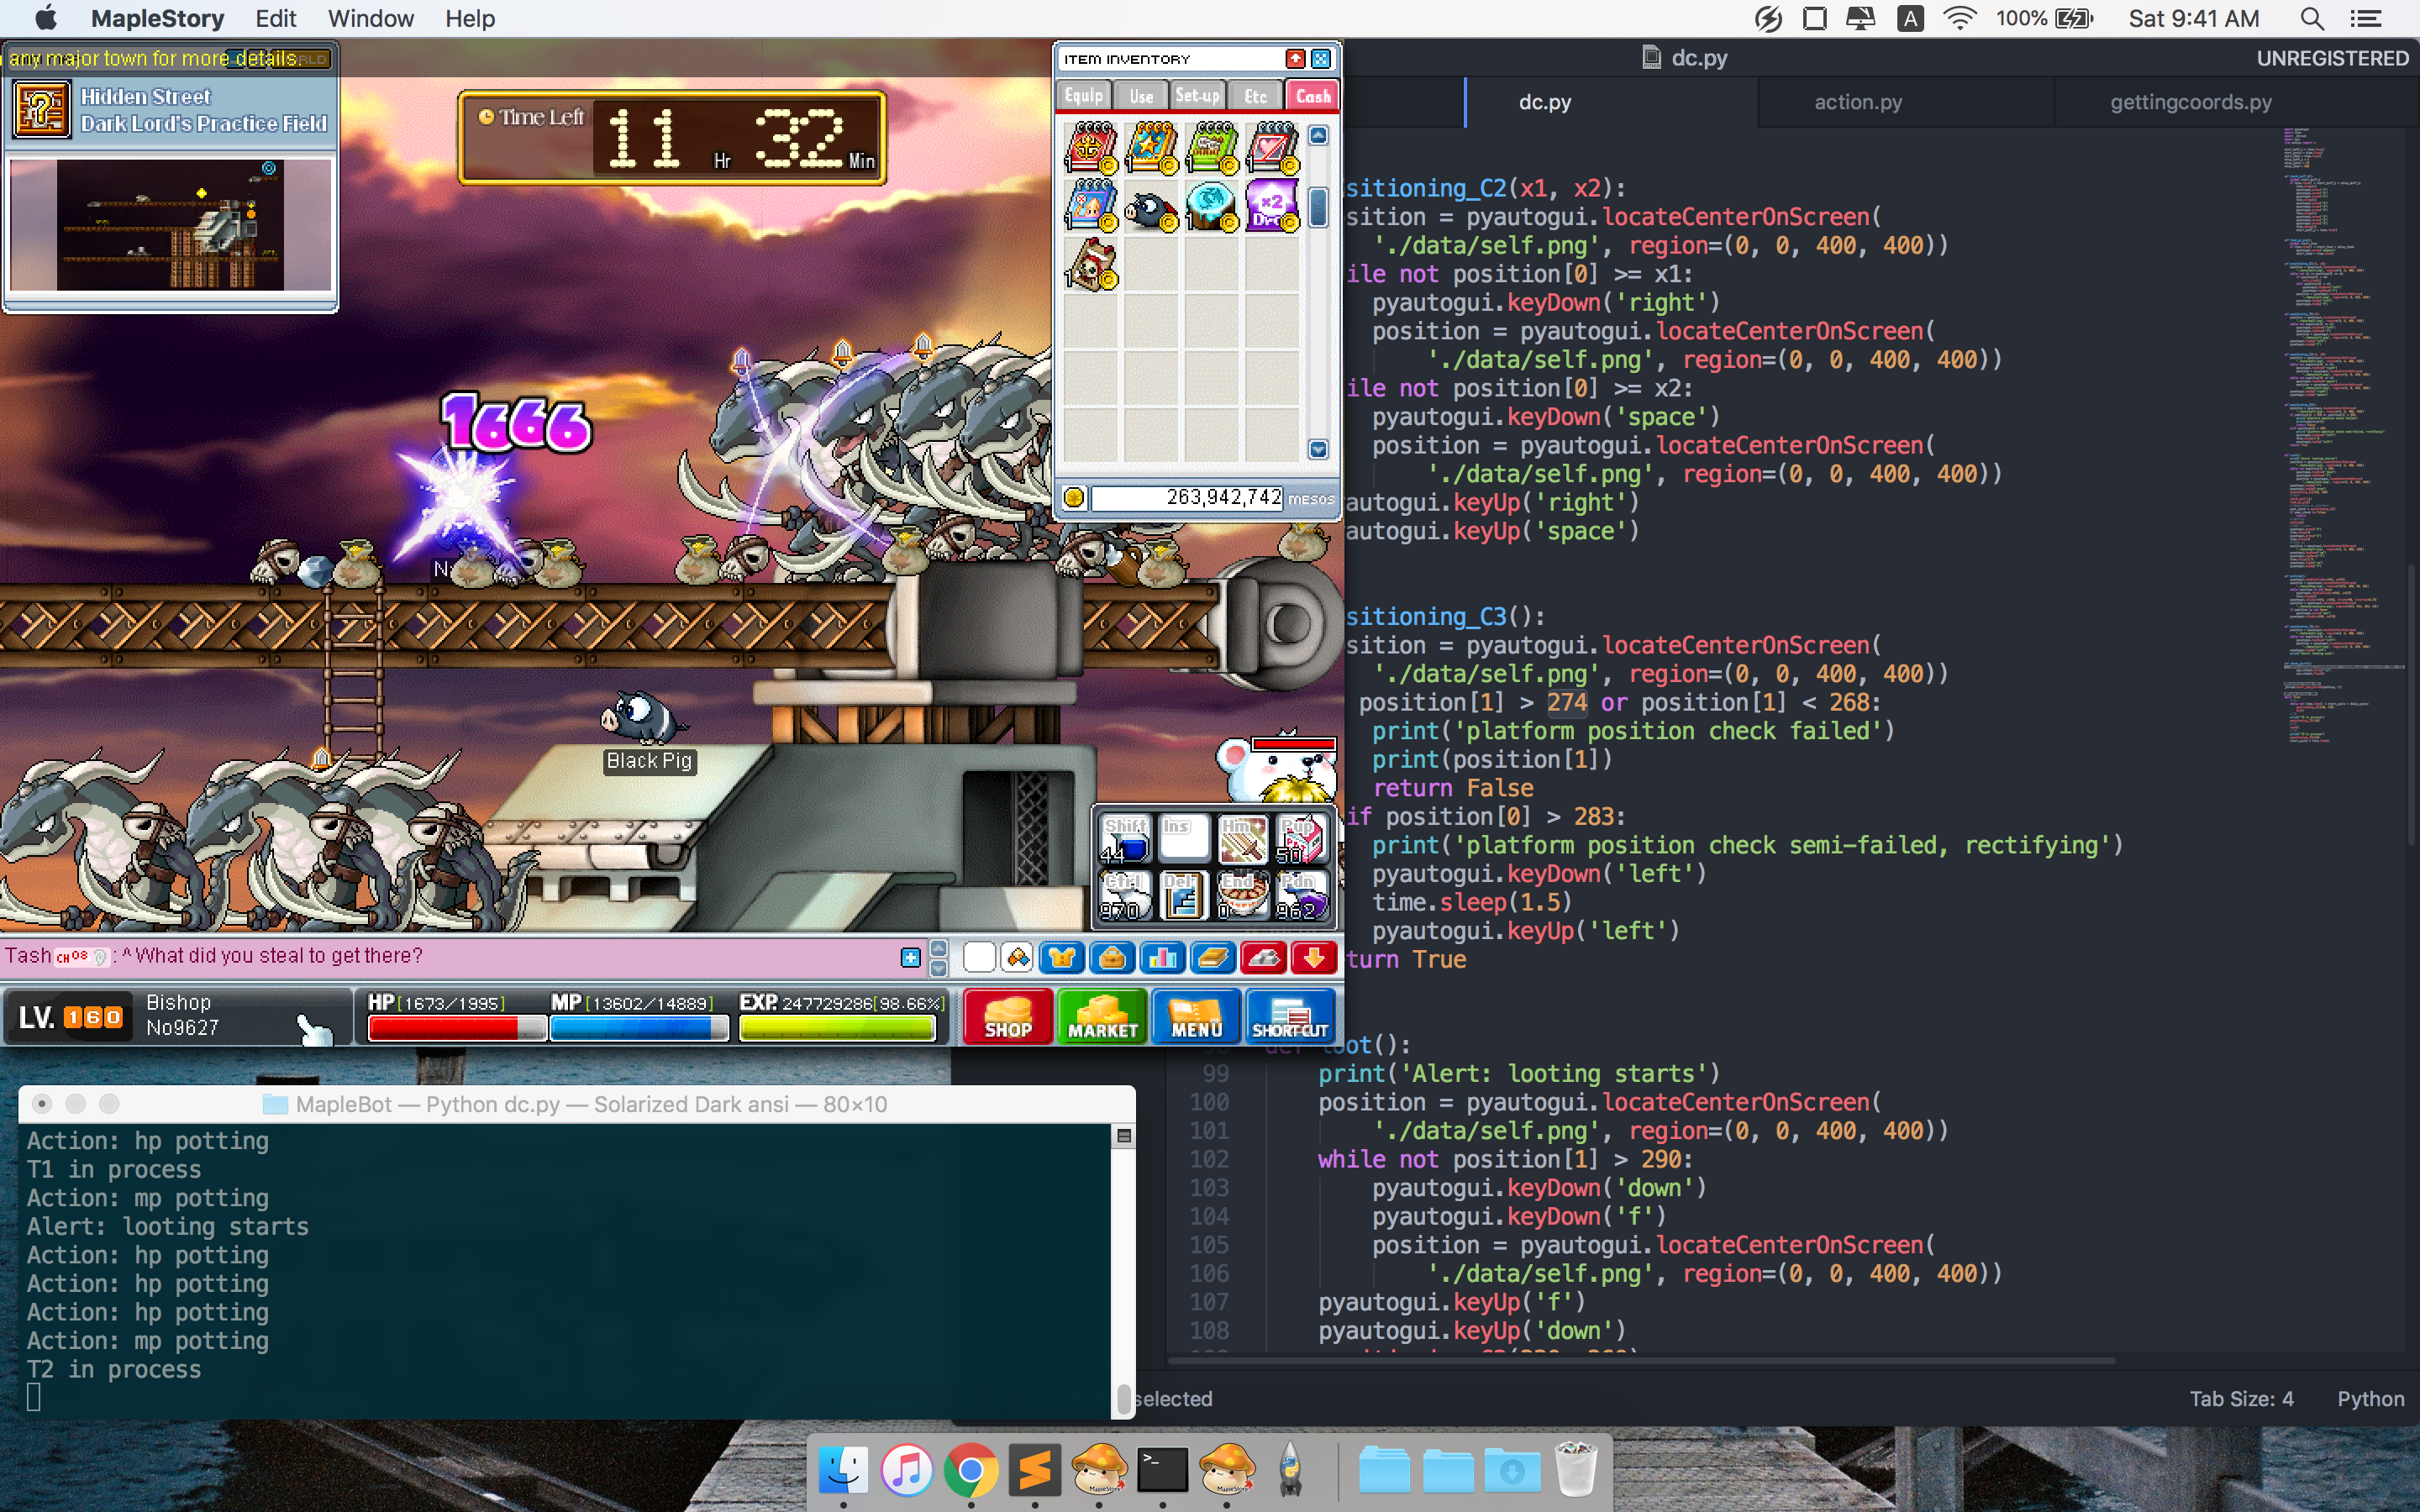 MapleStory Edit Window Help
100% Sat 9:41 AM
any major town for more details.
Hidden Street
Dark Lord's Practice Field
Time Left 11 Hr 32 Min
ITEM INVENTORY
Equip Use Set-up Etc Cash
263,942,742 MESOS
1666
Black Pig
Shift Ins Hm Pup
44 50
Ctrl Del End Pdn
970 0 962
Tash CH08 : ^ What did you steal to get there?
LV. 160 Bishop
No9627
HP[1673/1995] MP[13602/14889] EXP. 247729286[98.66%]
SHOP MARKET MENU SHORTCUT
dc.py
UNREGISTERED
dc.py action.py gettingcoords.py
sitioning_C2(x1, x2):
sition = pyautogui.locateCenterOnScreen(
'./data/self.png', region=(0, 0, 400, 400))
ile not position[0] >= x1:
pyautogui.keyDown('right')
position = pyautogui.locateCenterOnScreen(
'./data/self.png', region=(0, 0, 400, 400))
ile not position[0] >= x2:
pyautogui.keyDown('space')
position = pyautogui.locateCenterOnScreen(
'./data/self.png', region=(0, 0, 400, 400))
autogui.keyUp('right')
autogui.keyUp('space')
sitioning_C3():
sition = pyautogui.locateCenterOnScreen(
'./data/self.png', region=(0, 0, 400, 400))
position[1] > 274 or position[1] < 268:
print('platform position check failed')
print(position[1])
return False
if position[0] > 283:
print('platform position check semi-failed, rectifying')
pyautogui.keyDown('left')
time.sleep(1.5)
pyautogui.keyUp('left')
turn True
98 def loot():
99 print('Alert: looting starts')
100 position = pyautogui.locateCenterOnScreen(
101 './data/self.png', region=(0, 0, 400, 400))
102 while not position[1] > 290:
103 pyautogui.keyDown('down')
104 pyautogui.keyDown('f')
105 position = pyautogui.locateCenterOnScreen(
106 './data/self.png', region=(0, 0, 400, 400))
107 pyautogui.keyUp('f')
108 pyautogui.keyUp('down')
selected
Tab Size: 4 Python
MapleBot — Python dc.py — Solarized Dark ansi — 80×10
Action: hp potting
T1 in process
Action: mp potting
Alert: looting starts
Action: hp potting
Action: hp potting
Action: hp potting
Action: mp potting
T2 in process